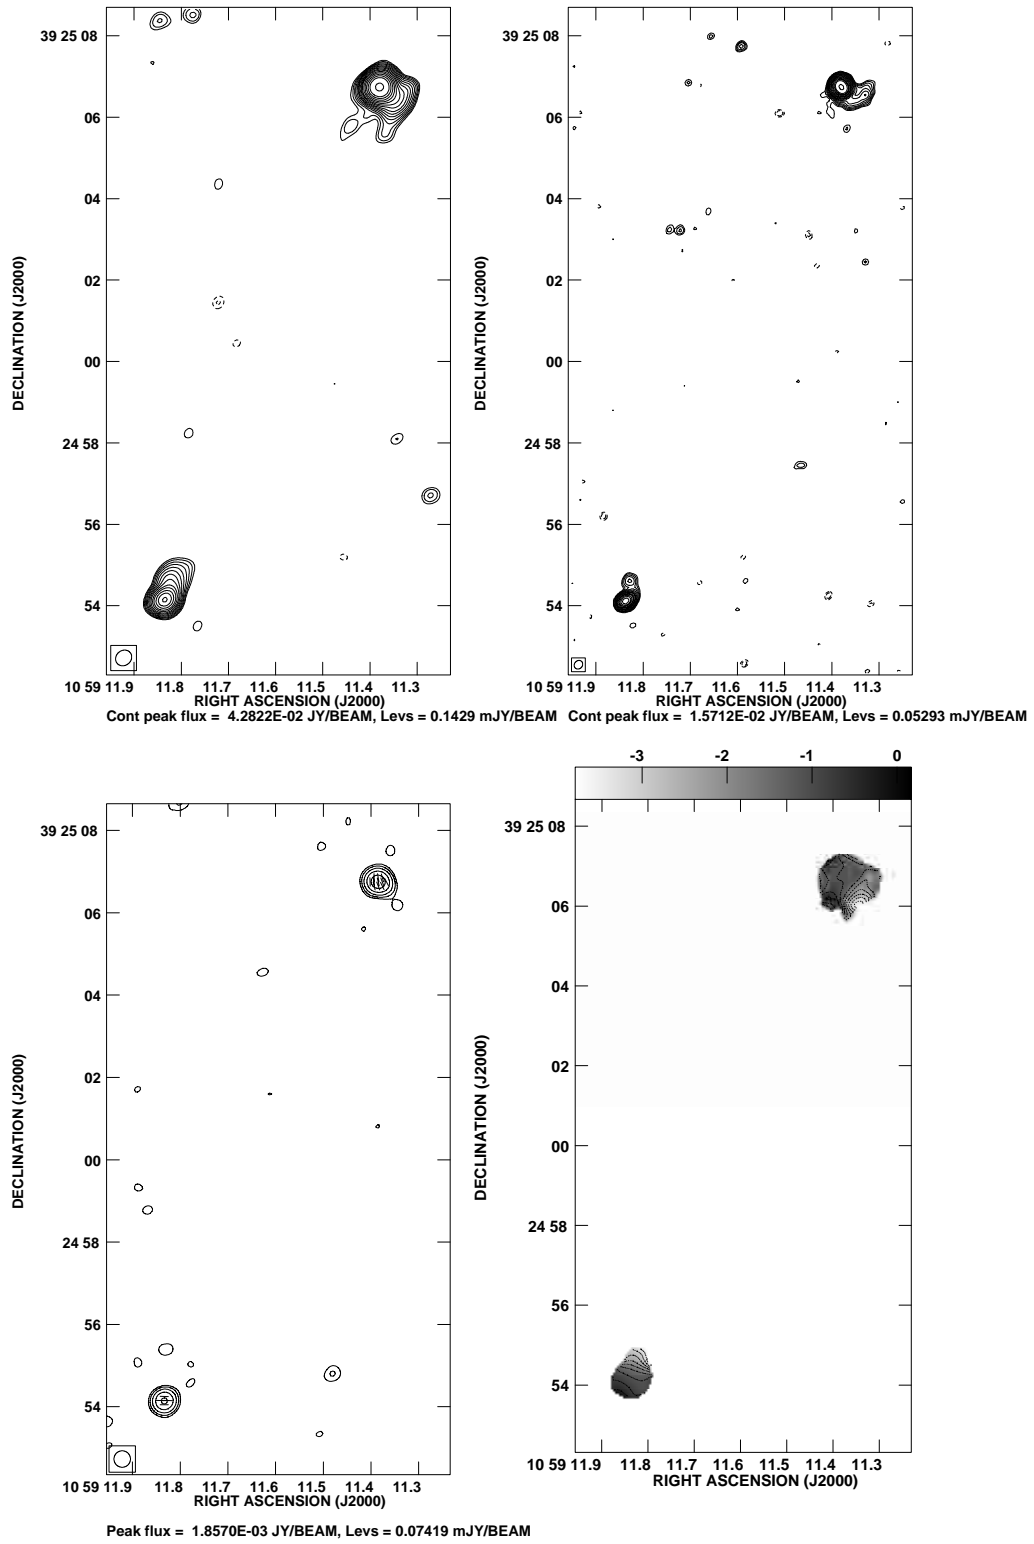 39 25 08
06
04
02
00
24 58
56
54
DECLINATION (J2000)
10 59 11.9 11.8 11.7 11.6 11.5 11.4 11.3
RIGHT ASCENSION (J2000)
Cont peak flux = 4.2822E-02 JY/BEAM, Levs = 0.1429 mJY/BEAM
39 25 08
06
04
02
00
24 58
56
54
DECLINATION (J2000)
10 59 11.9 11.8 11.7 11.6 11.5 11.4 11.3
RIGHT ASCENSION (J2000)
Cont peak flux = 1.5712E-02 JY/BEAM, Levs = 0.05293 mJY/BEAM
39 25 08
06
04
02
00
24 58
56
54
DECLINATION (J2000)
10 59 11.9 11.8 11.7 11.6 11.5 11.4 11.3
RIGHT ASCENSION (J2000)
Peak flux = 1.8570E-03 JY/BEAM, Levs = 0.07419 mJY/BEAM
-3 -2 -1 0
39 25 08
06
04
02
00
24 58
56
54
DECLINATION (J2000)
10 59 11.9 11.8 11.7 11.6 11.5 11.4 11.3
RIGHT ASCENSION (J2000)